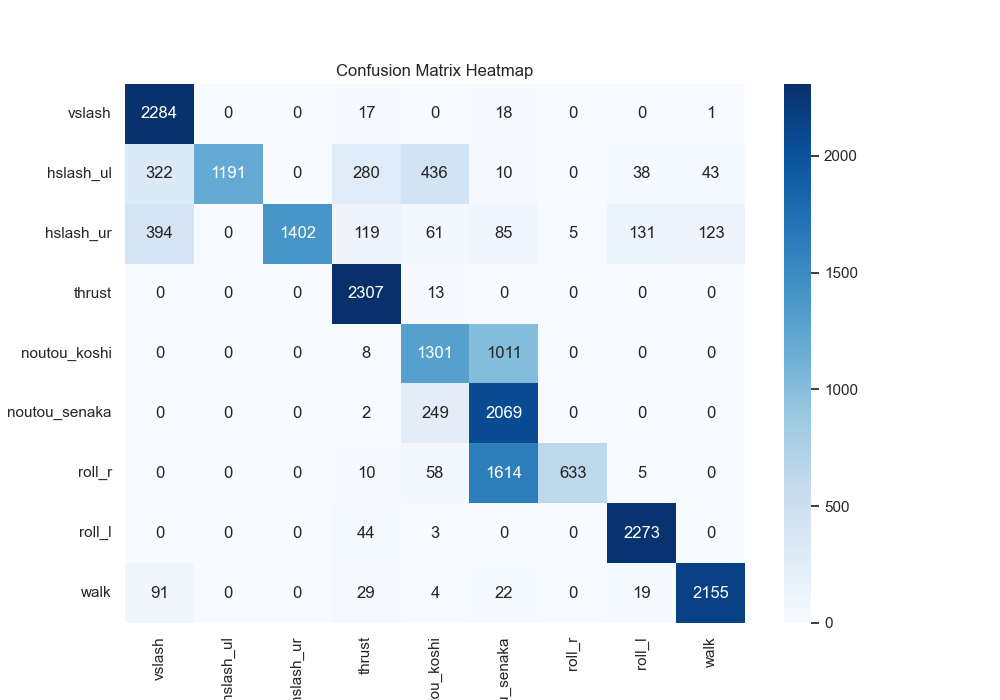 Confusion Matrix Heatmap
vslash 2284 0 0 17 0 18 0 0 1
hslash_ul 322 1191 0 280 436 10 0 38 43
hslash_ur 394 0 1402 119 61 85 5 131 123
thrust 0 0 0 2307 13 0 0 0 0
noutou_koshi 0 0 0 8 1301 1011 0 0 0
noutou_senaka 0 0 0 2 249 2069 0 0 0
roll_r 0 0 0 10 58 1614 633 5 0
roll_l 0 0 0 44 3 0 0 2273 0
walk 91 0 0 29 4 22 0 19 2155
vslash hslash_ul hslash_ur thrust ou_koshi u_senaka roll_r roll_l walk
2000
1500
1000
500
0